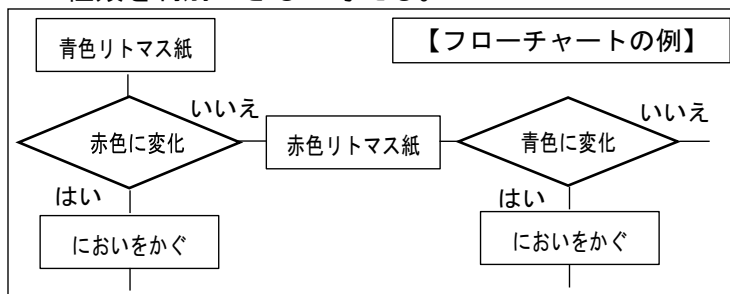 青色リトマス紙
【フローチャートの例】
いいえ
いいえ
赤色に変化
赤色リトマス紙
青色に変化
はい
はい
においをかぐ
においをかぐ